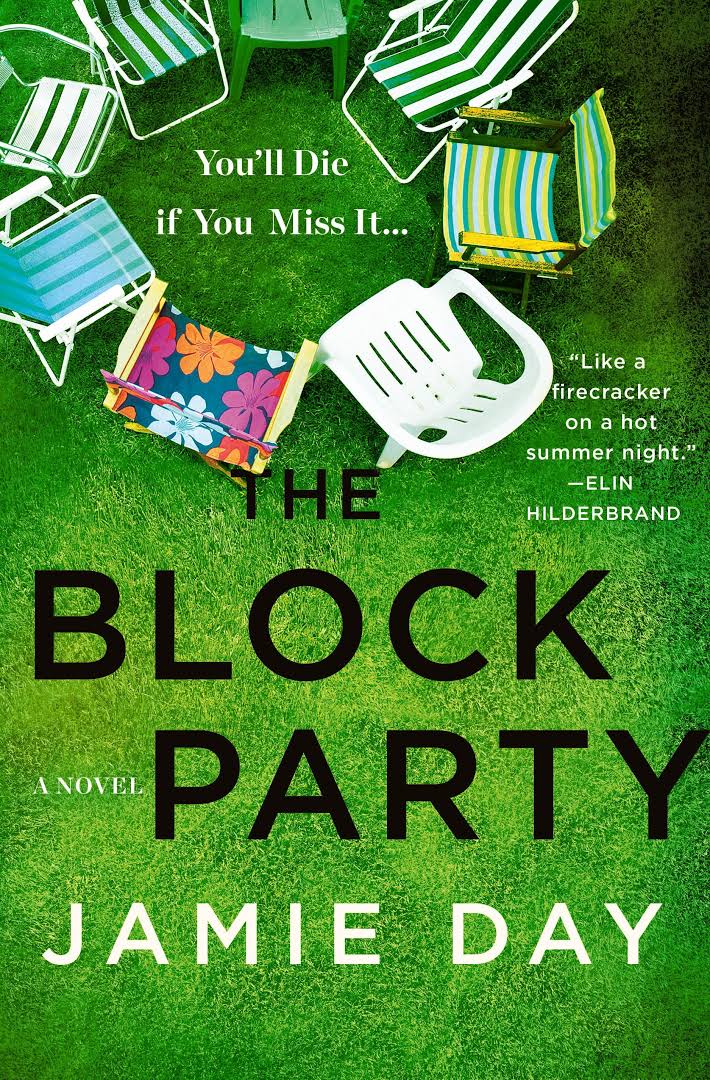 You'll Die
if You Miss It...
“Like a
firecracker
on a hot
summer night.”
—ELIN
HILDERBRAND
THE
BLOCK
PARTY
A NOVEL
JAMIE DAY